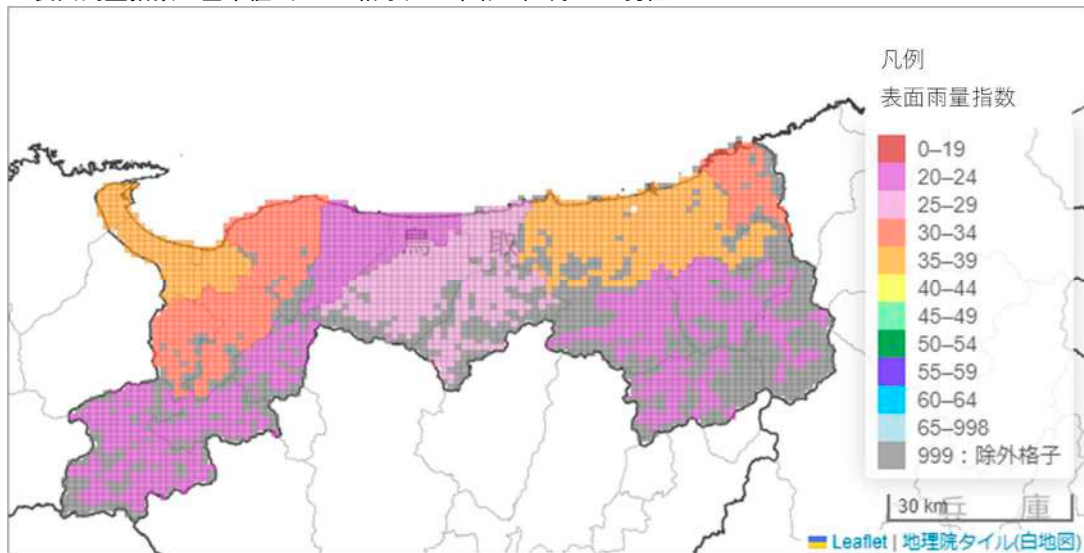 凡例
表面雨量指数
0–19
20–24
25–29
30–34
35–39
40–44
45–49
50–54
55–59
60–64
65–998
999：除外格子
鳥 取
30 km
兵 庫
Leaflet | 地理院タイル(白地図)